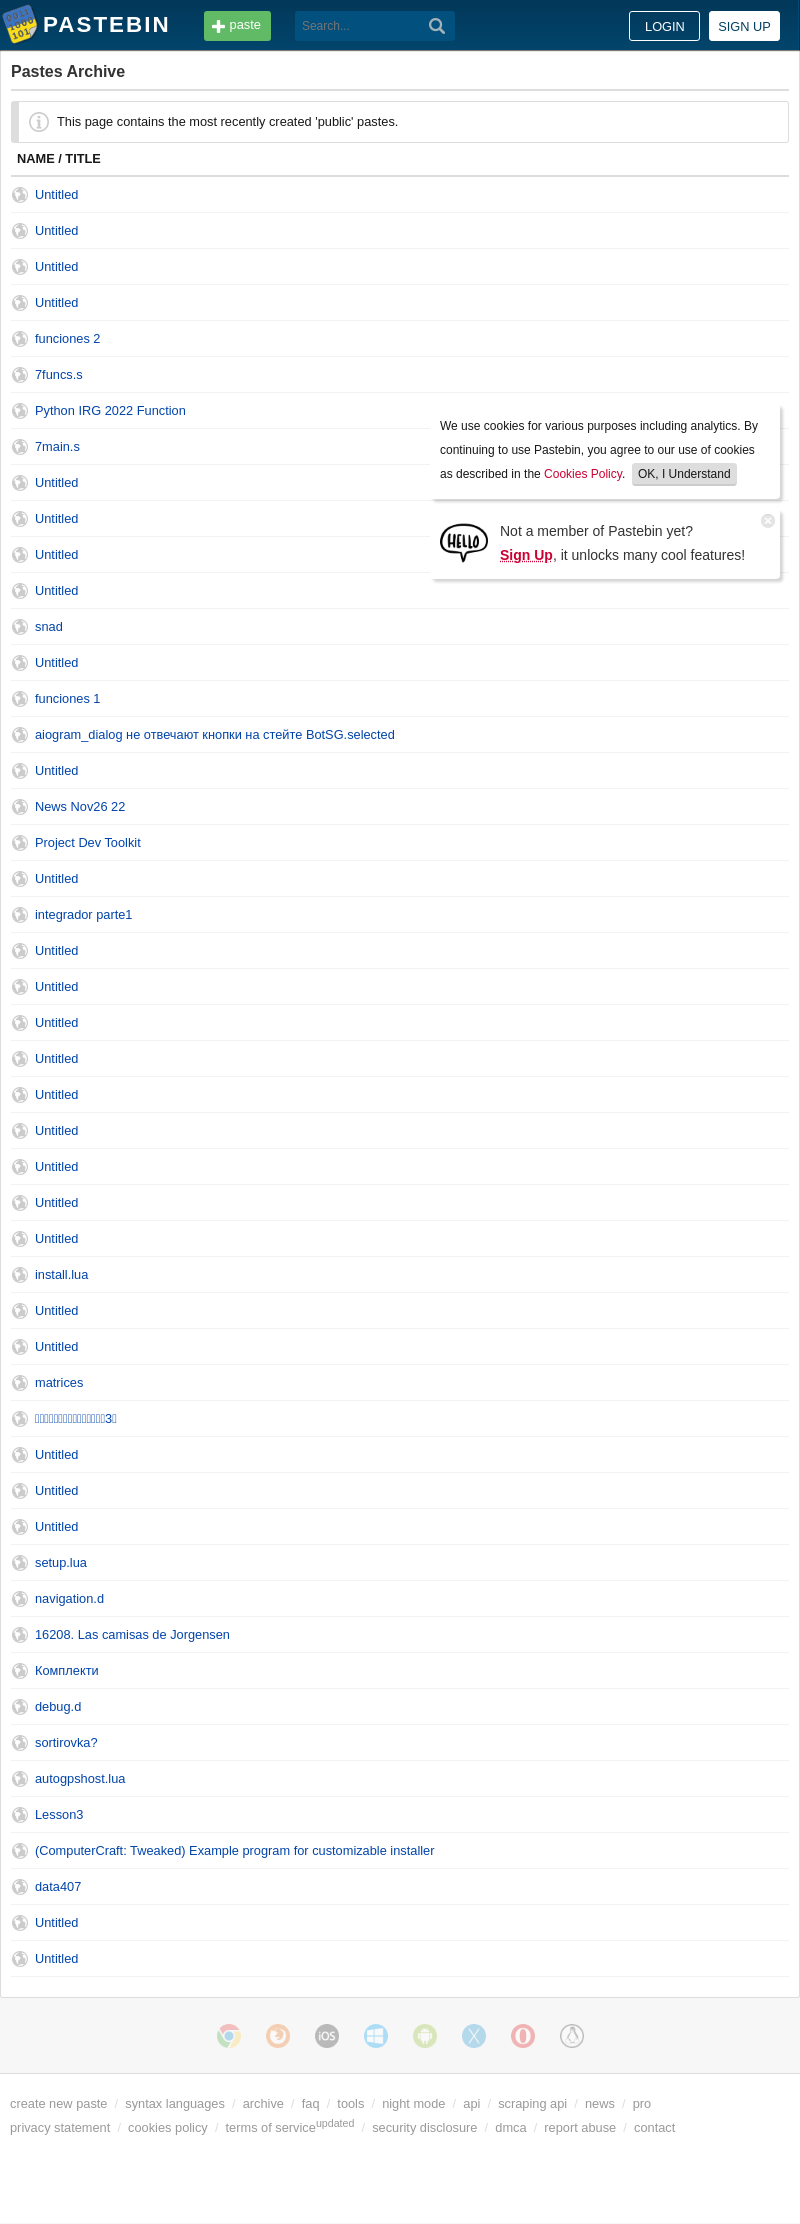 PASTEBIN
paste
Search...
LOGIN
SIGN UP
Pastes Archive
This page contains the most recently created 'public' pastes.
NAME / TITLE
Untitled
Untitled
Untitled
Untitled
funciones 2
7funcs.s
Python IRG 2022 Function
7main.s
Untitled
Untitled
Untitled
Untitled
We use cookies for various purposes including analytics. By
continuing to use Pastebin, you agree to our use of cookies
as described in the Cookies Policy. OK, I Understand
HELLO
Not a member of Pastebin yet?
Sign Up, it unlocks many cool features!
snad
Untitled
funciones 1
aiogram_dialog не отвечают кнопки на стейте BotSG.selected
Untitled
News Nov26 22
Project Dev Toolkit
Untitled
integrador parte1
Untitled
Untitled
Untitled
Untitled
Untitled
Untitled
Untitled
Untitled
Untitled
install.lua
Untitled
Untitled
matrices
3
Untitled
Untitled
Untitled
setup.lua
navigation.d
16208. Las camisas de Jorgensen
Комплекти
debug.d
sortirovka?
autogpshost.lua
Lesson3
(ComputerCraft: Tweaked) Example program for customizable installer
data407
Untitled
Untitled
iOS
create new paste / syntax languages / archive / faq / tools / night mode / api / scraping api / news / pro
privacy statement / cookies policy / terms of service updated / security disclosure / dmca / report abuse / contact